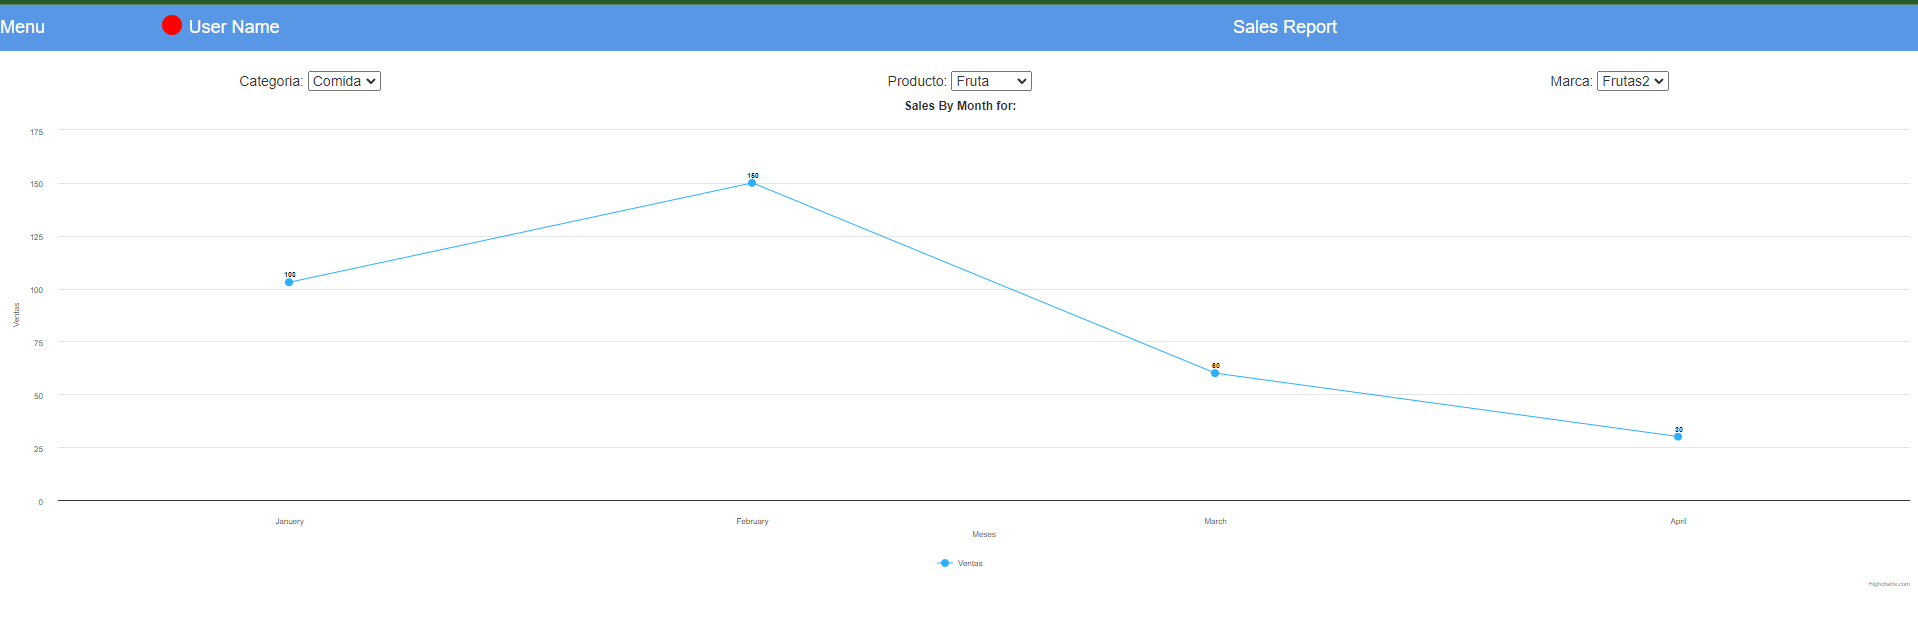 Menu
User Name
Sales Report
Categoria: Comida
Producto: Fruta
Marca: Frutas2
Sales By Month for:
175
150
125
100
75
50
25
0
Ventas
103
150
60
30
Januery
February
March
April
Meses
Ventas
Highcharts.com